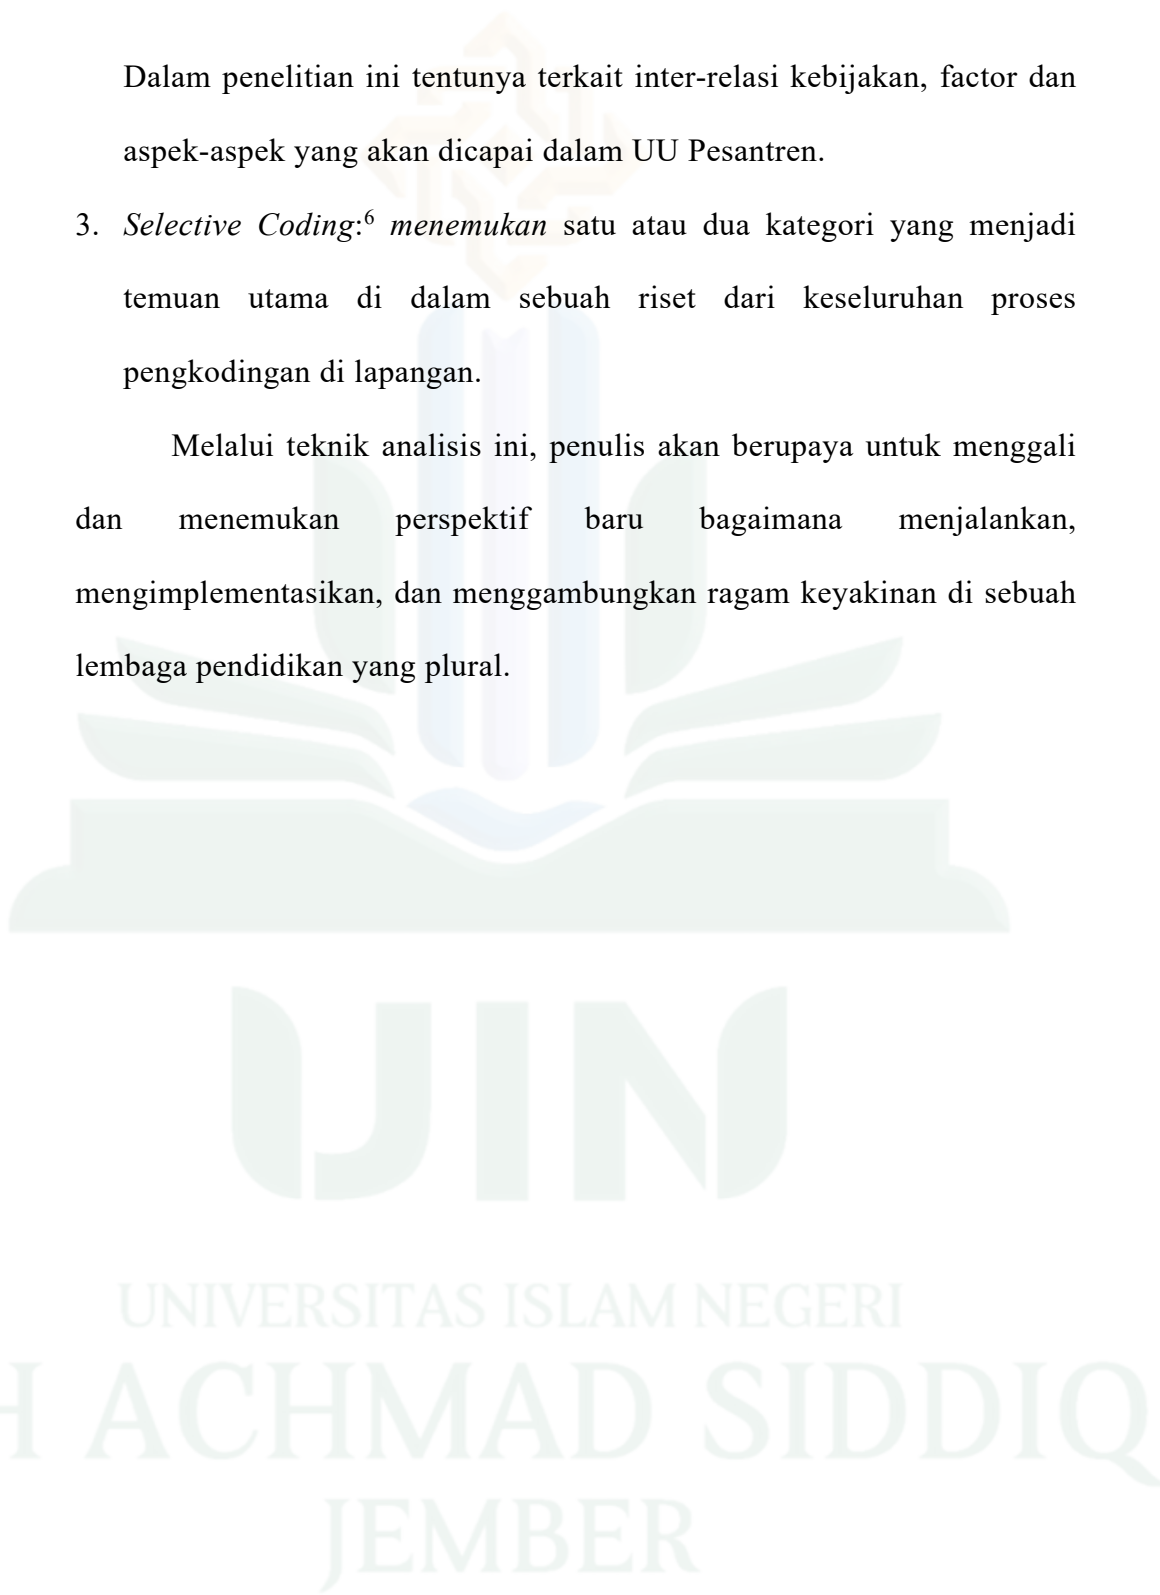 Dalam penelitian ini tentunya terkait inter-relasi kebijakan, factor dan
aspek-aspek yang akan dicapai dalam UU Pesantren.
3. Selective Coding:⁶ menemukan satu atau dua kategori yang menjadi
temuan utama di dalam sebuah riset dari keseluruhan proses
pengkodingan di lapangan.
Melalui teknik analisis ini, penulis akan berupaya untuk menggali
dan menemukan perspektif baru bagaimana menjalankan,
mengimplementasikan, dan menggambungkan ragam keyakinan di sebuah
lembaga pendidikan yang plural.
UIN
UNIVERSITAS ISLAM NEGERI
H ACHMAD SIDDIQ
JEMBER